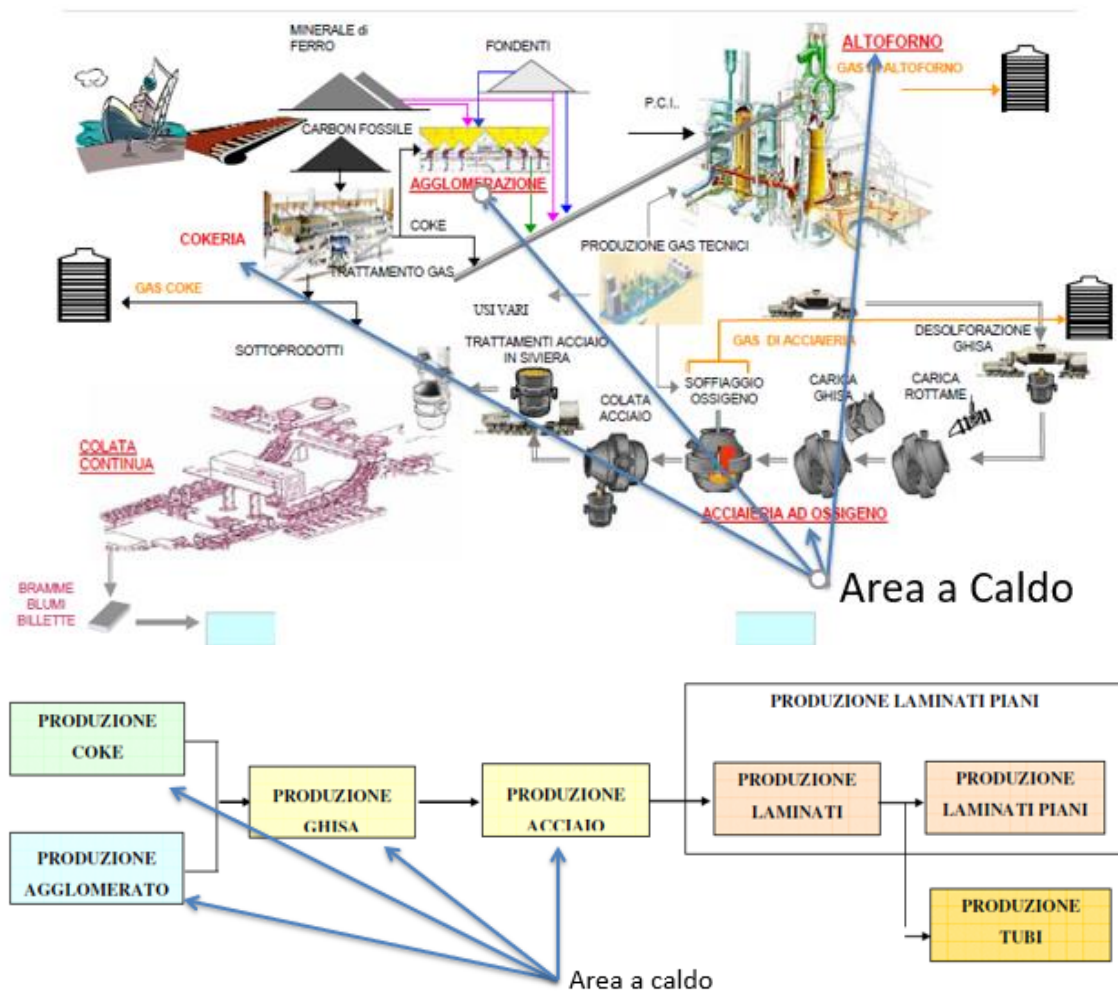 MINERALE di
FERRO
FONDENTI
ALTOFORNO
GAS DI ALTOFORNO
P.C.I..
CARBON FOSSILE
AGGLOMERAZIONE
COKE
COKERIA
PRODUZIONE GAS TECNICI
TRATTAMENTO GAS
GAS COKE
USI VARI
SOTTOPRODOTTI
TRATTAMENTI ACCIAIO
IN SIVIERA
GAS DI ACCIAIERIA
DESOLFORAZIONE
GHISA
SOFFIAGGIO
OSSIGENO
CARICA
GHISA
CARICA
ROTTAME
COLATA
ACCIAIO
COLATA
CONTINUA
ACCIAIERIA AD OSSIGENO
Area a Caldo
BRAMME
BLUMI
BILLETTE
PRODUZIONE LAMINATI PIANI
PRODUZIONE
COKE
PRODUZIONE
GHISA
PRODUZIONE
ACCIAIO
PRODUZIONE
LAMINATI
PRODUZIONE
LAMINATI PIANI
PRODUZIONE
AGGLOMERATO
PRODUZIONE
TUBI
Area a caldo